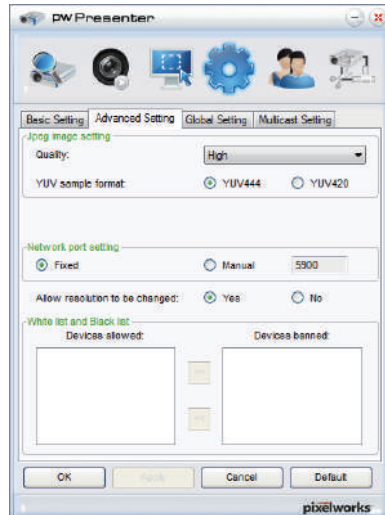 pwPresenter
Basic Setting Advanced Setting Global Setting Multicast Setting
Jpeg image setting
Quality: High
YUV sample format: YUV444 YUV420
Network port setting
Fixed Manual 5900
Allow resolution to be changed: Yes No
White list and Black list
Devices allowed: Devices banned:
OK Apply Cancel Default
pixelworks